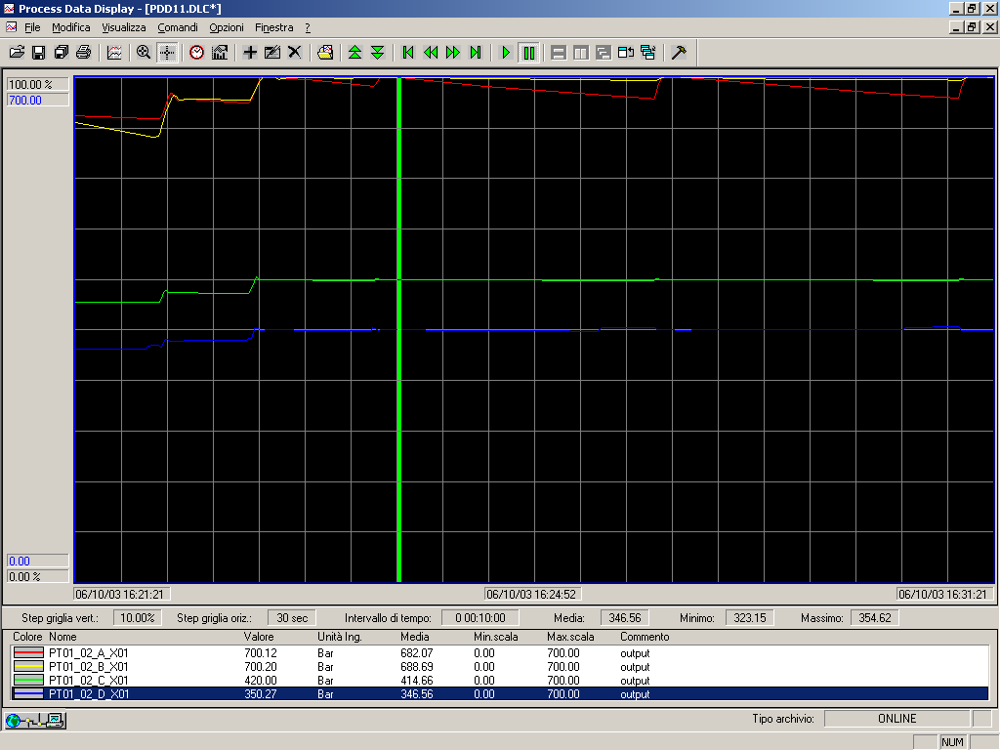 Process Data Display - [PDD11.DLC*]
File Modifica Visualizza Comandi Opzioni Finestra ?
100.00 %
700.00
0.00
0.00 %
06/10/03 16:21:21 06/10/03 16:24:52 06/10/03 16:31:21
Step griglia vert.: 10.00% Step griglia oriz.: 30 sec Intervallo di tempo: 0 00:10:00 Media: 346.56 Minimo: 323.15 Massimo: 354.62
Colore Nome Valore Unità Ing. Media Min.scala Max.scala Commento
PT01_02_A_X01 700.12 Bar 682.07 0.00 700.00 output
PT01_02_B_X01 700.20 Bar 688.69 0.00 700.00 output
PT01_02_C_X01 420.00 Bar 414.66 0.00 700.00 output
PT01_02_D_X01 350.27 Bar 346.56 0.00 700.00 output
Tipo archivio: ONLINE
NUM